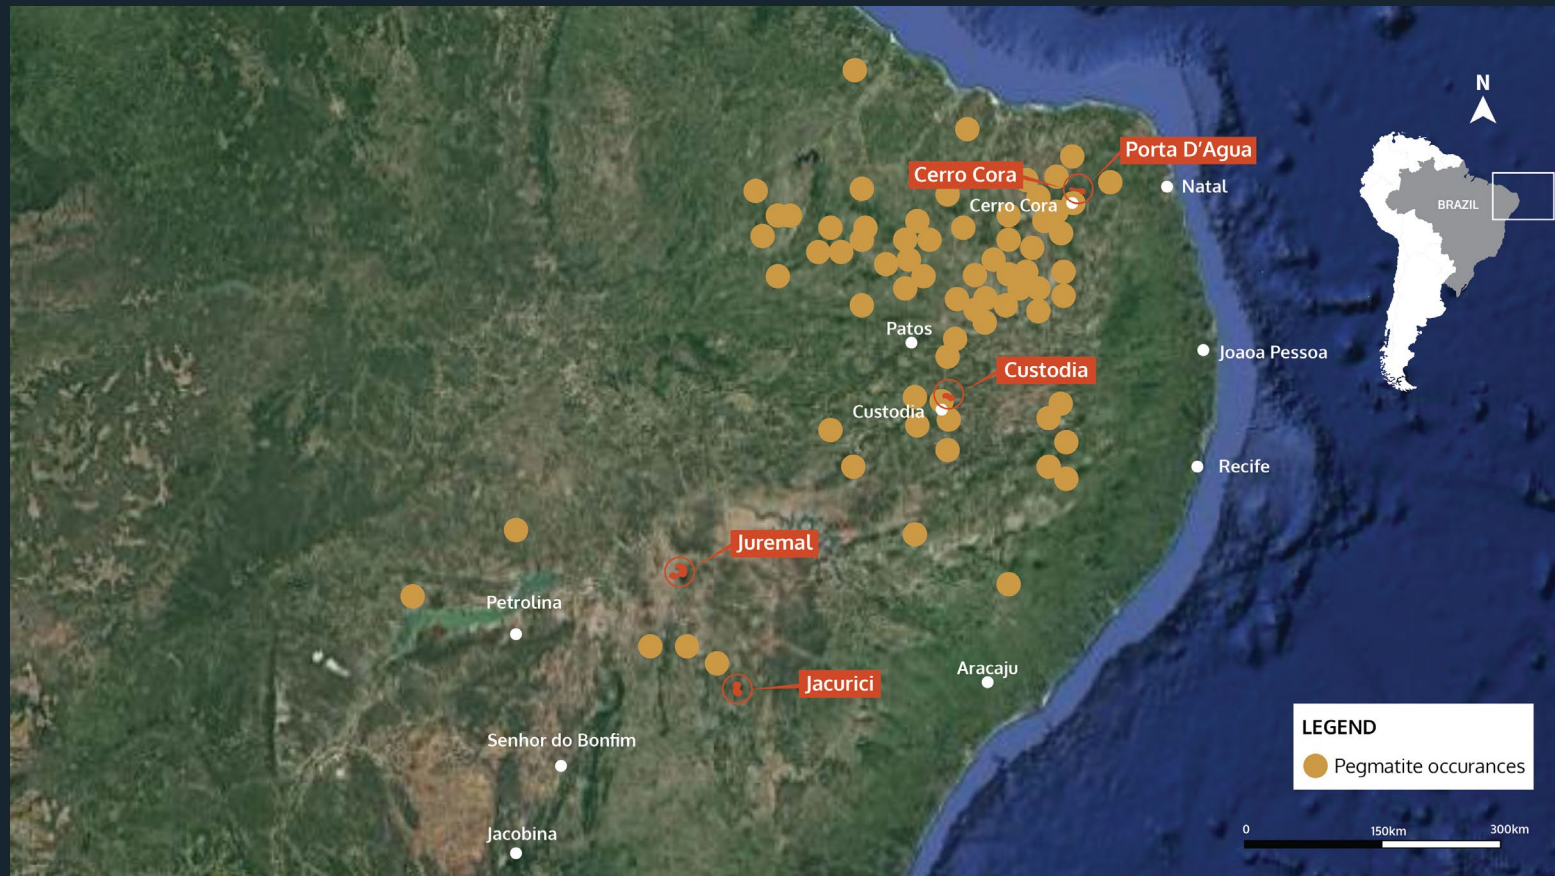 N
Porta D'Agua
Cerro Cora
Natal
Cerro Cora
BRAZIL
Patos
Joaoa Pessoa
Custodia
Custodia
Recife
Juremal
Petrolina
Aracaju
Jacurici
LEGEND
Senhor do Bonfim
Pegmatite occurances
Jacobina
0 150km 300km